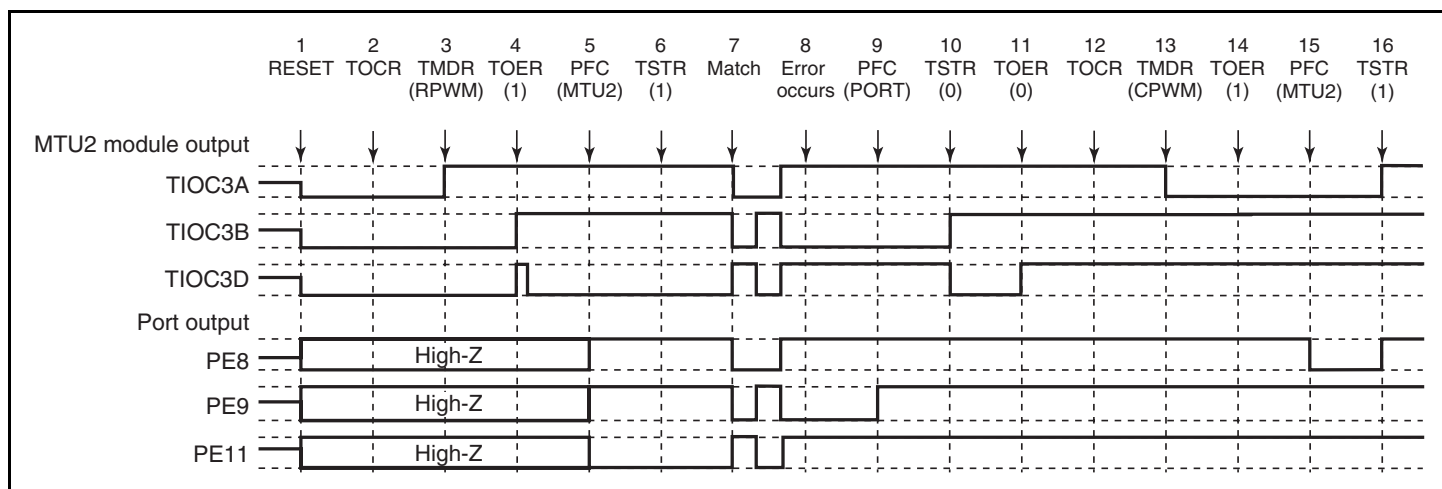 1 2 3 4 5 6 7 8 9 10 11 12 13 14 15 16
RESET TOCR TMDR TOER PFC TSTR Match Error PFC TSTR TOER TOCR TMDR TOER PFC TSTR
(RPWM) (1) (MTU2) (1) occurs (PORT) (0) (0) (CPWM) (1) (MTU2) (1)
MTU2 module output
TIOC3A
TIOC3B
TIOC3D
Port output
PE8 High-Z
PE9 High-Z
PE11 High-Z